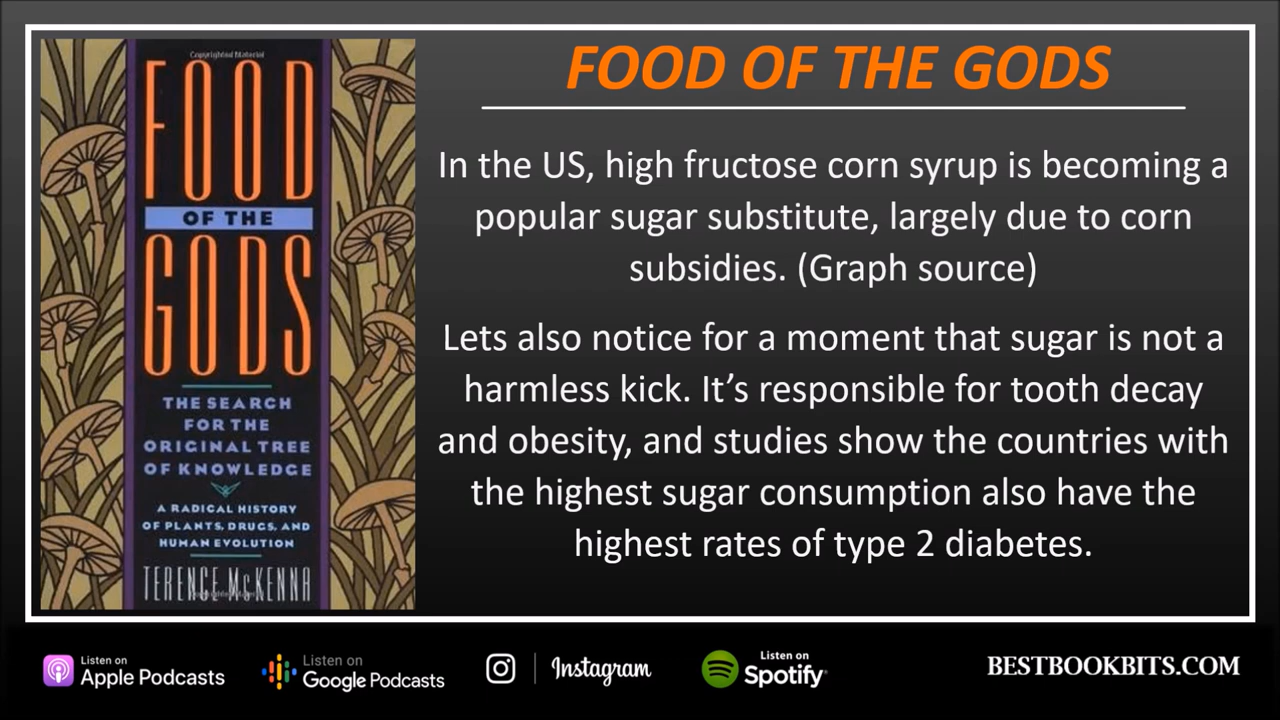 Copyrighted Material
FOOD
OF THE
GODS
THE SEARCH
FOR THE
ORIGINAL TREE
OF KNOWLEDGE
A RADICAL HISTORY
OF PLANTS, DRUGS, AND
HUMAN EVOLUTION
TERENCE McKENNA
FOOD OF THE GODS
In the US, high fructose corn syrup is becoming a
popular sugar substitute, largely due to corn
subsidies. (Graph source)
Lets also notice for a moment that sugar is not a
harmless kick. It’s responsible for tooth decay
and obesity, and studies show the countries with
the highest sugar consumption also have the
highest rates of type 2 diabetes.
Listen on
Apple Podcasts
Listen on
Google Podcasts
Instagram
Listen on
Spotify
BESTBOOKBITS.COM